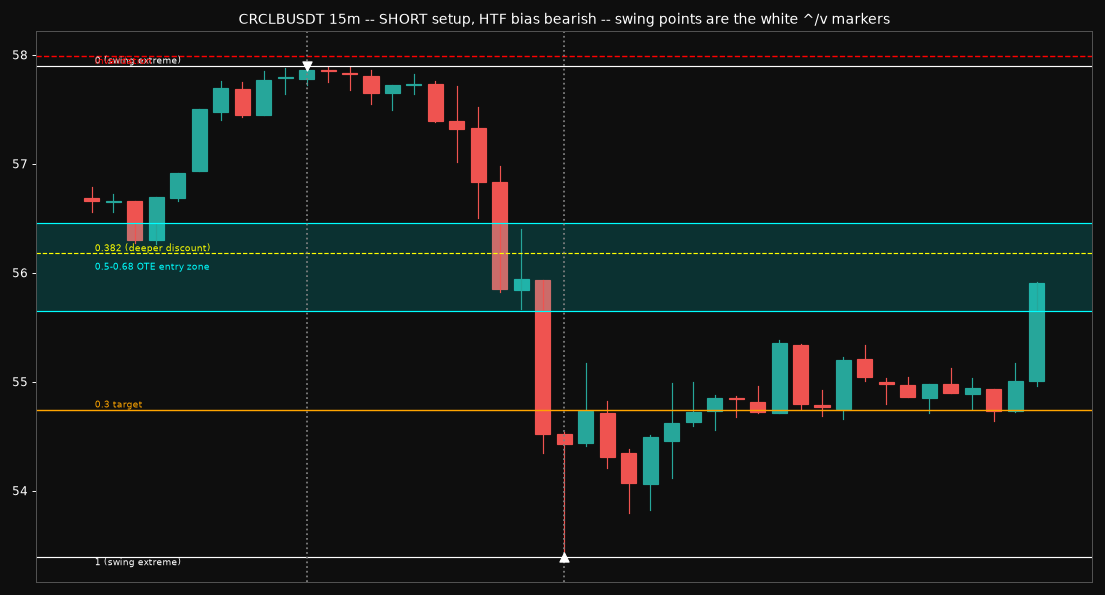 CRCLBUSDT 15m -- SHORT setup, HTF bias bearish -- swing points are the white ^/v markers
58
0 (swing extreme)
57
0.382 (deeper discount)
0.5-0.68 OTE entry zone
56
55
0.3 target
54
1 (swing extreme)